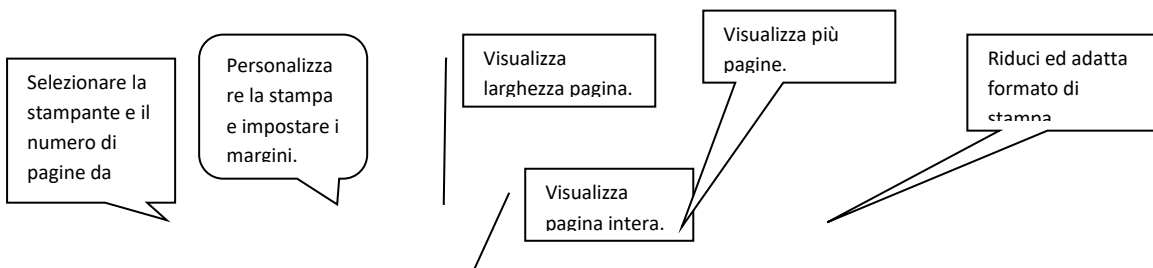 Selezionare la
stampante e il
numero di
pagine da
Personalizza
re la stampa
e impostare i
margini.
Visualizza
larghezza pagina.
Visualizza
pagina intera.
Visualizza più
pagine.
Riduci ed adatta
formato di
stampa